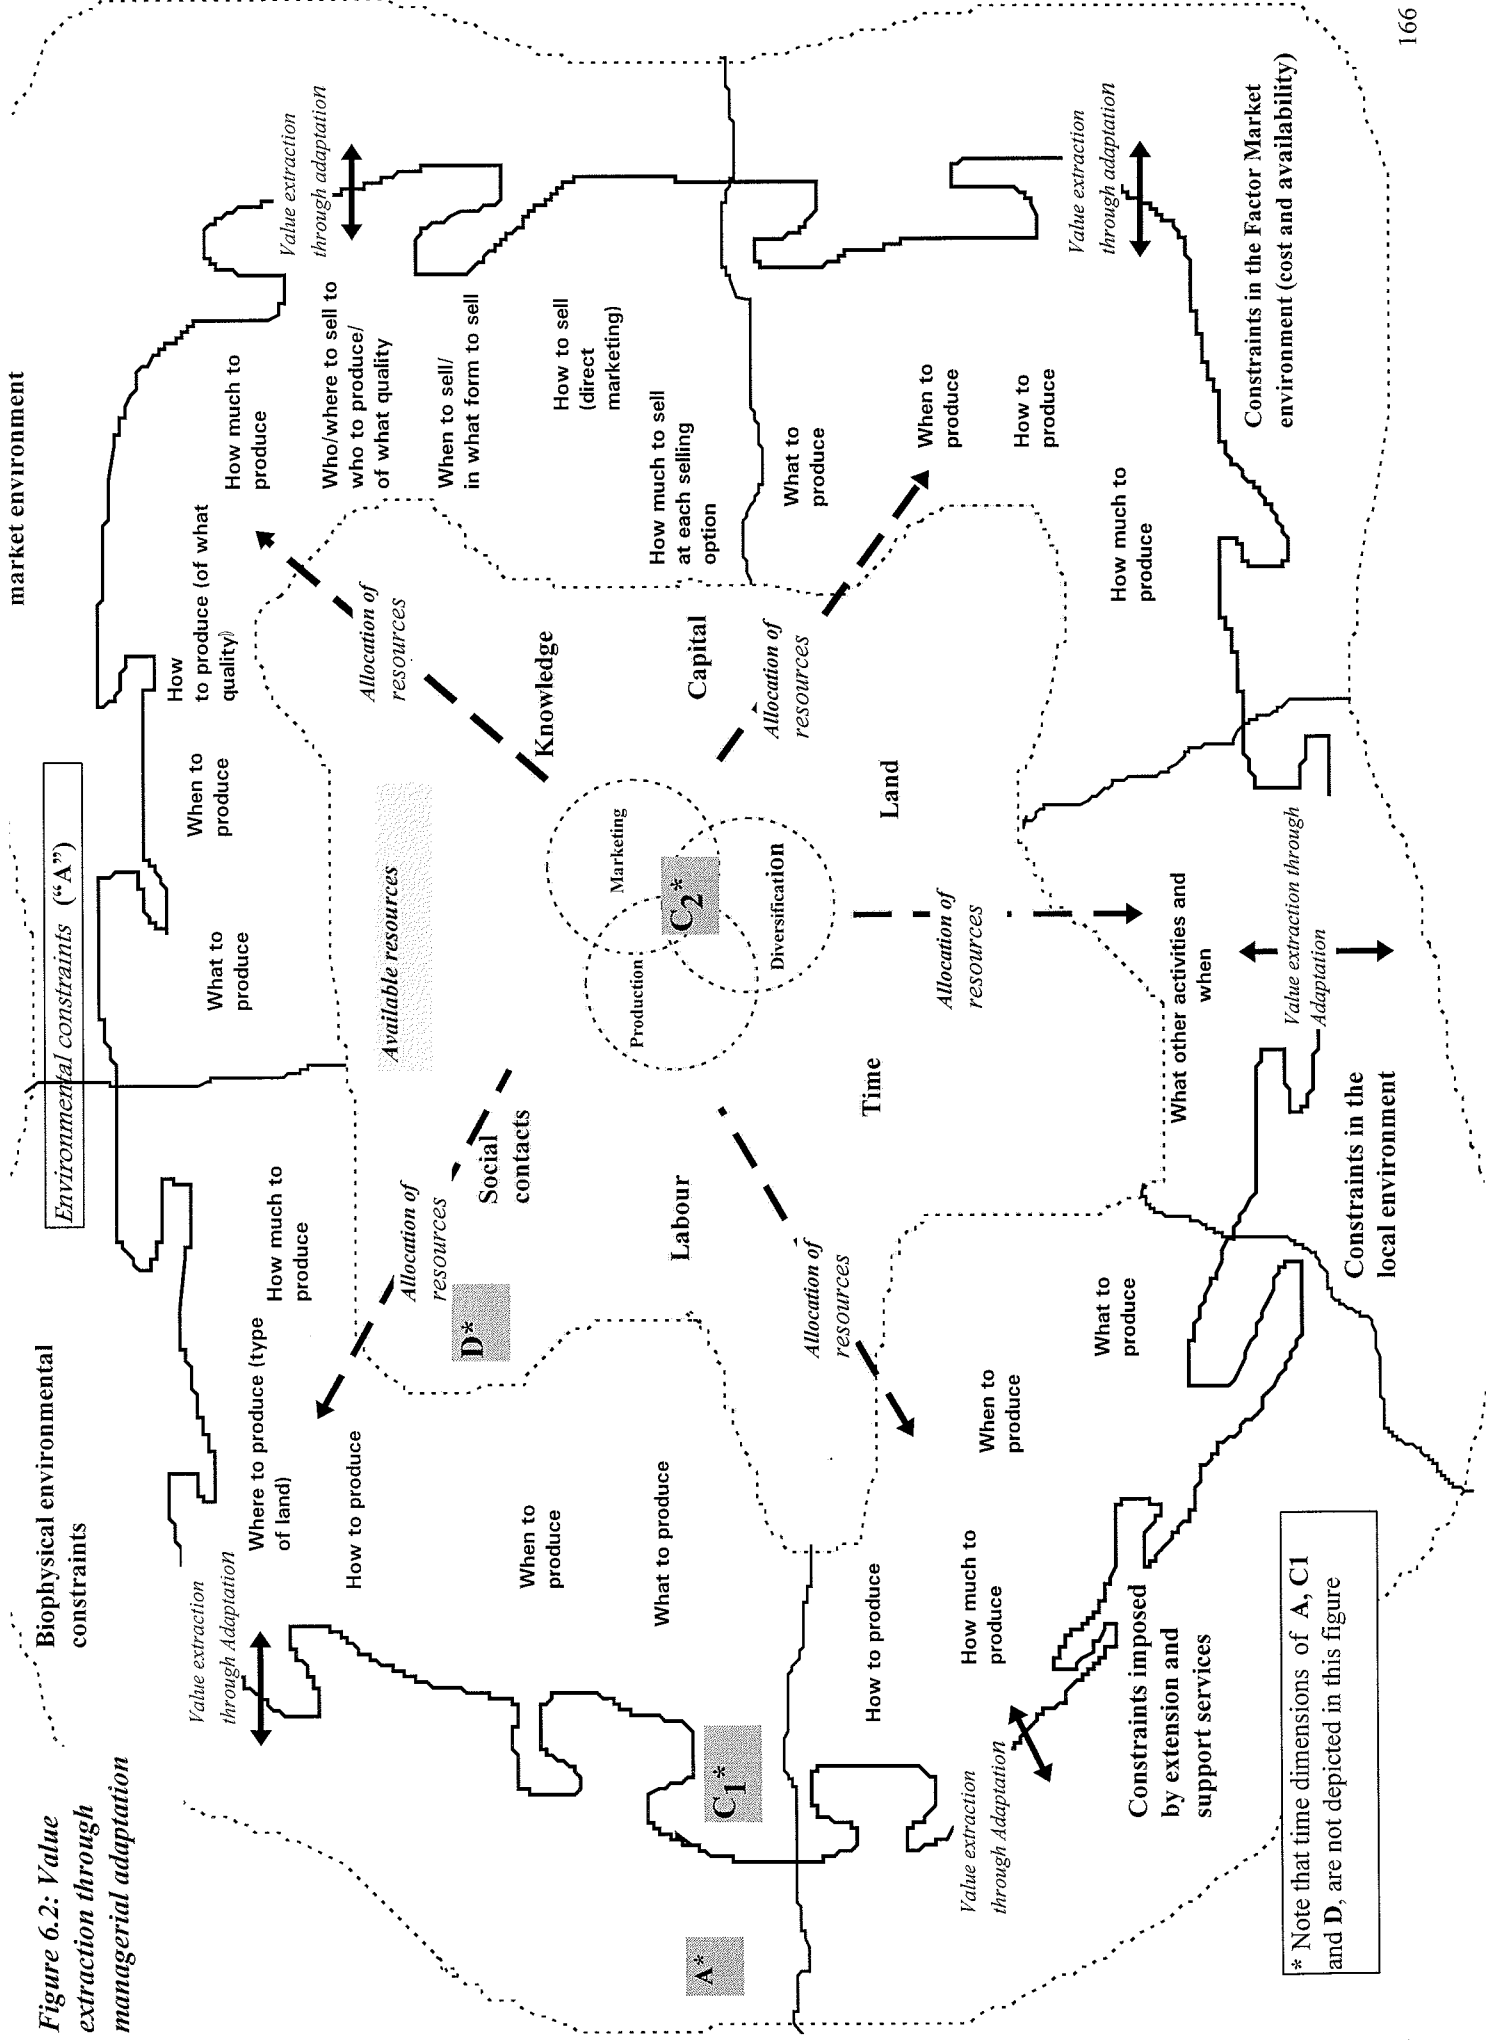 Figure 6.2: Value
extraction through
managerial adaptation
Biophysical environmental
constraints
Environmental constraints (“A”)
market environment
Value extraction
through Adaptation
Where to produce (type
of land)
How much to
produce
How to produce
When to
produce
What to produce
What to
produce
When to
produce
How
to produce (of what
quality)
How much to
produce
Value extraction
through adaptation
Who/where to sell to
who to produce/
of what quality
When to sell/
in what form to sell
How to sell
(direct
marketing)
How much to sell
at each selling
option
Available resources
Allocation of
resources
Allocation of
resources
D*
Social
contacts
Knowledge
Production
Marketing
C2*
Diversification
Labour
Capital
A*
C1*
Allocation of
resources
Allocation of
resources
Time
Land
Allocation of
resources
What to
produce
When to
produce
How to
produce
How much to
produce
Value extraction
through adaptation
Constraints in the Factor Market
environment (cost and availability)
How to produce
How much to
produce
When to
produce
What to
produce
Value extraction
through Adaptation
Constraints imposed
by extension and
support services
What other activities and
when
Value extraction through
Adaptation
Constraints in the
local environment
* Note that time dimensions of A, C1
and D, are not depicted in this figure
166